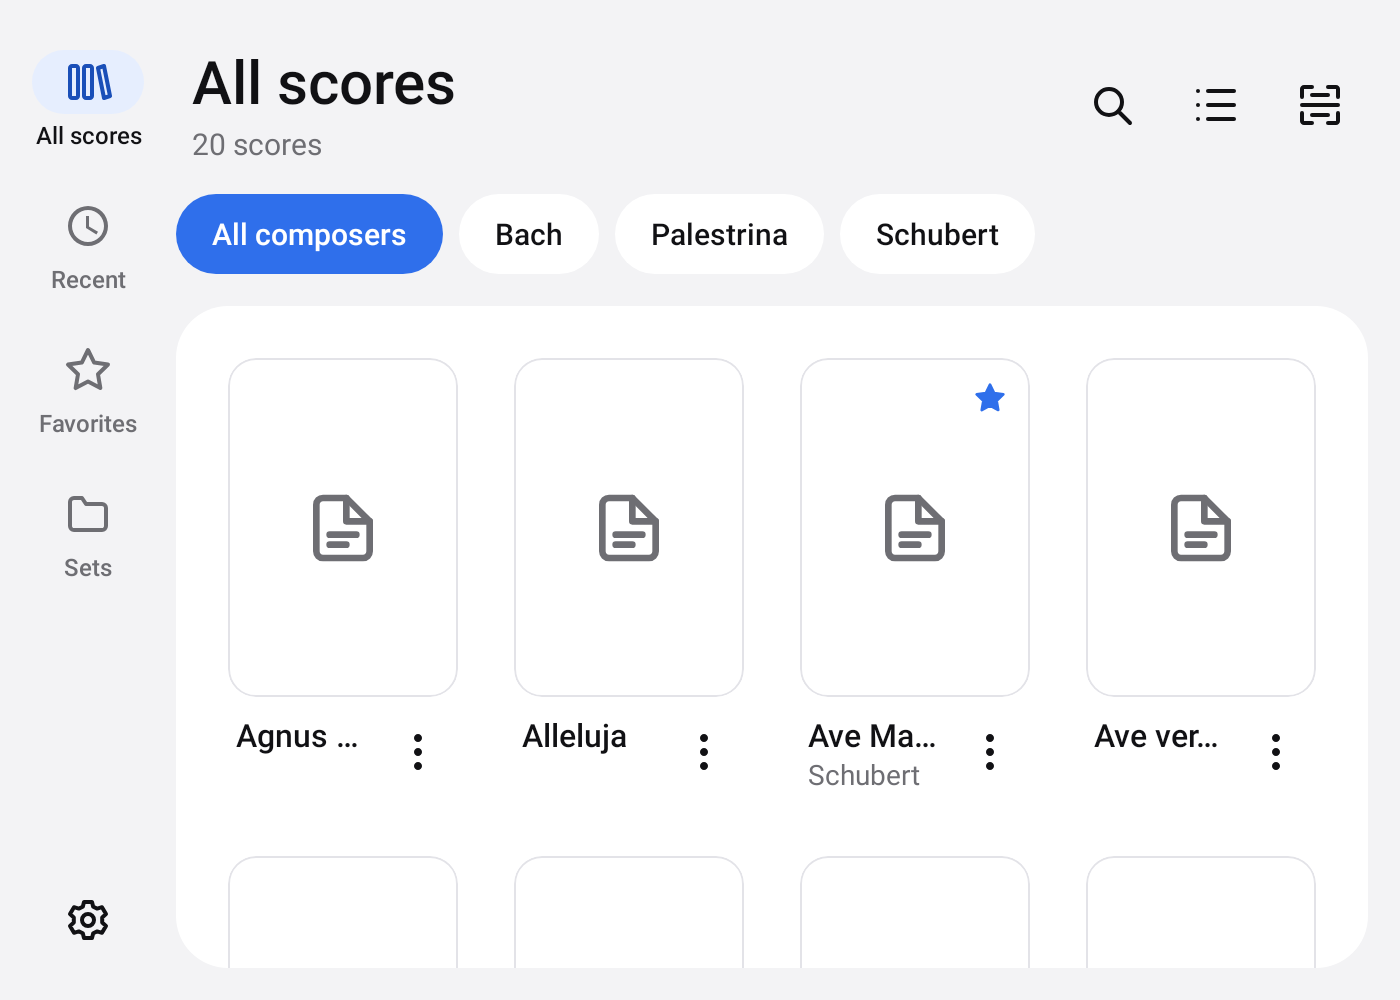 All scores
20 scores
All scores
Recent
Favorites
Sets
All composers
Bach
Palestrina
Schubert
Agnus ...
Alleluja
Ave Ma...
Schubert
Ave ver...